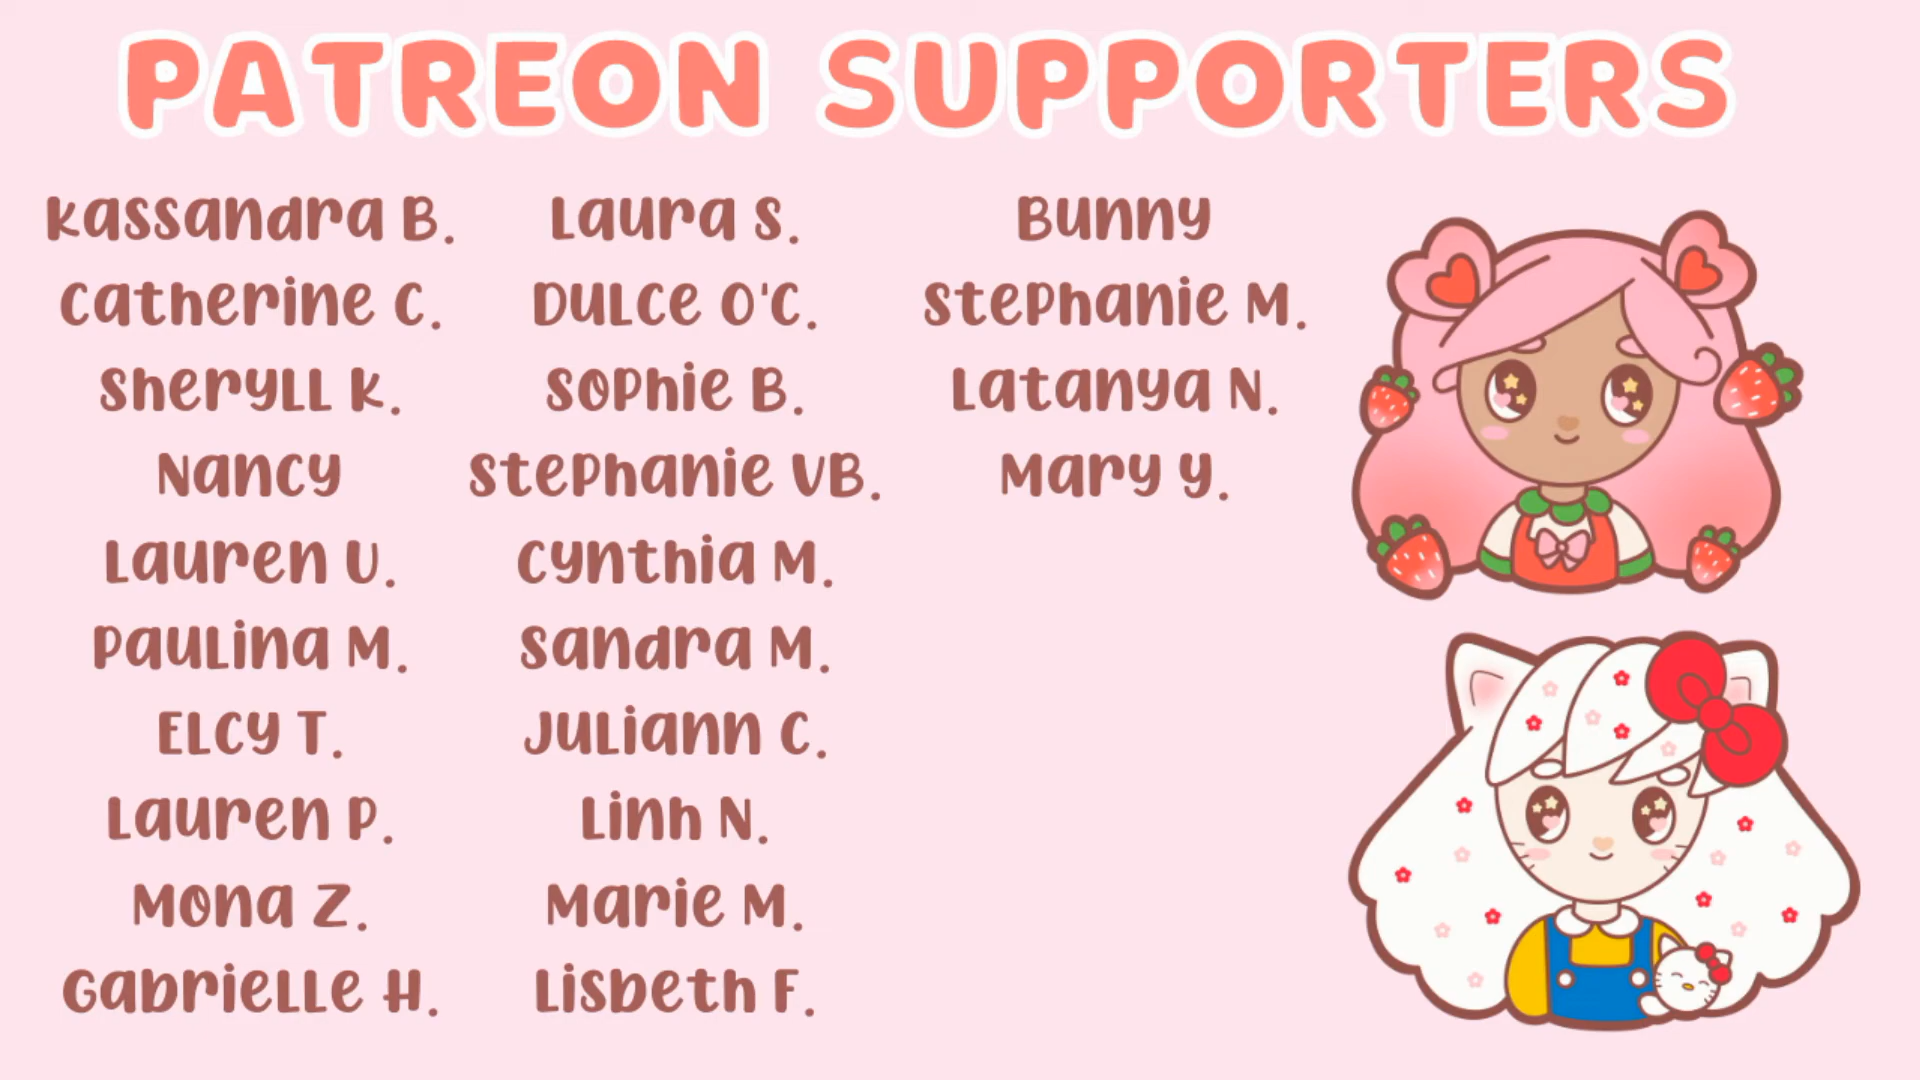 PATREON SUPPORTERS
Kassandra B.
Catherine C.
Sheryll K.
Nancy
Lauren U.
Paulina M.
Elcy T.
Lauren P.
Mona Z.
Gabrielle H.
Laura S.
Dulce O'C.
Sophie B.
Stephanie VB.
Cynthia M.
Sandra M.
Juliann C.
Linh N.
Marie M.
Lisbeth F.
Bunny
Stephanie M.
Latanya N.
Mary Y.